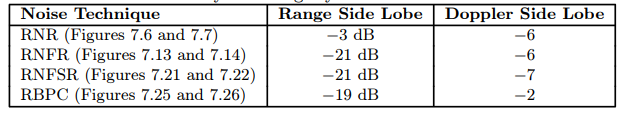 Noise Technique Range Side Lobe Doppler Side Lobe
RNR (Figures 7.6 and 7.7) −3 dB −6
RNFR (Figures 7.13 and 7.14) −21 dB −6
RNFSR (Figures 7.21 and 7.22) −21 dB −7
RBPC (Figures 7.25 and 7.26) −19 dB −2